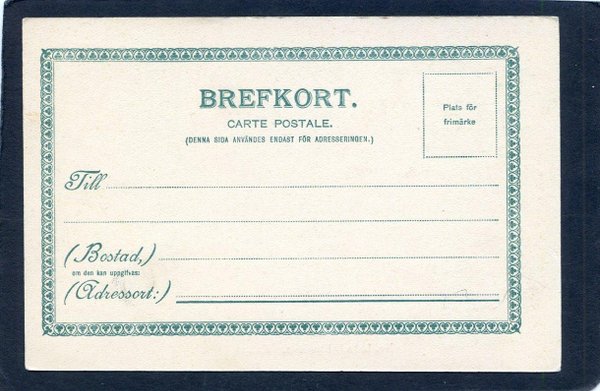 BREFKORT.
CARTE POSTALE.
(DENNA SIDA ANVÄNDES ENDAST FÖR ADRESSERINGEN.)
Plats för
frimärke
Till
(Bostad,)
om den kan uppgifvas:
(Adressort:)